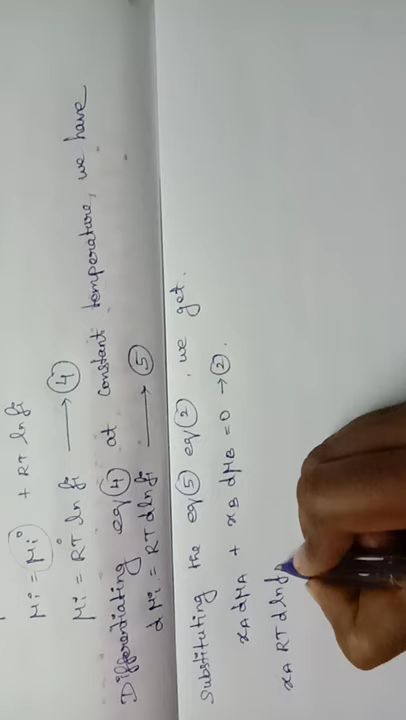 μi = μi° + RT ln fi
μi = RT ln fi → ④
Differentiating eq ④ at constant temperature, we have
dμi = RT d ln fi → ⑤
Substituting the eq ⑤ eq ②, we get.
xA dμA + xB dμB = 0 → ②.
xA RT d ln f